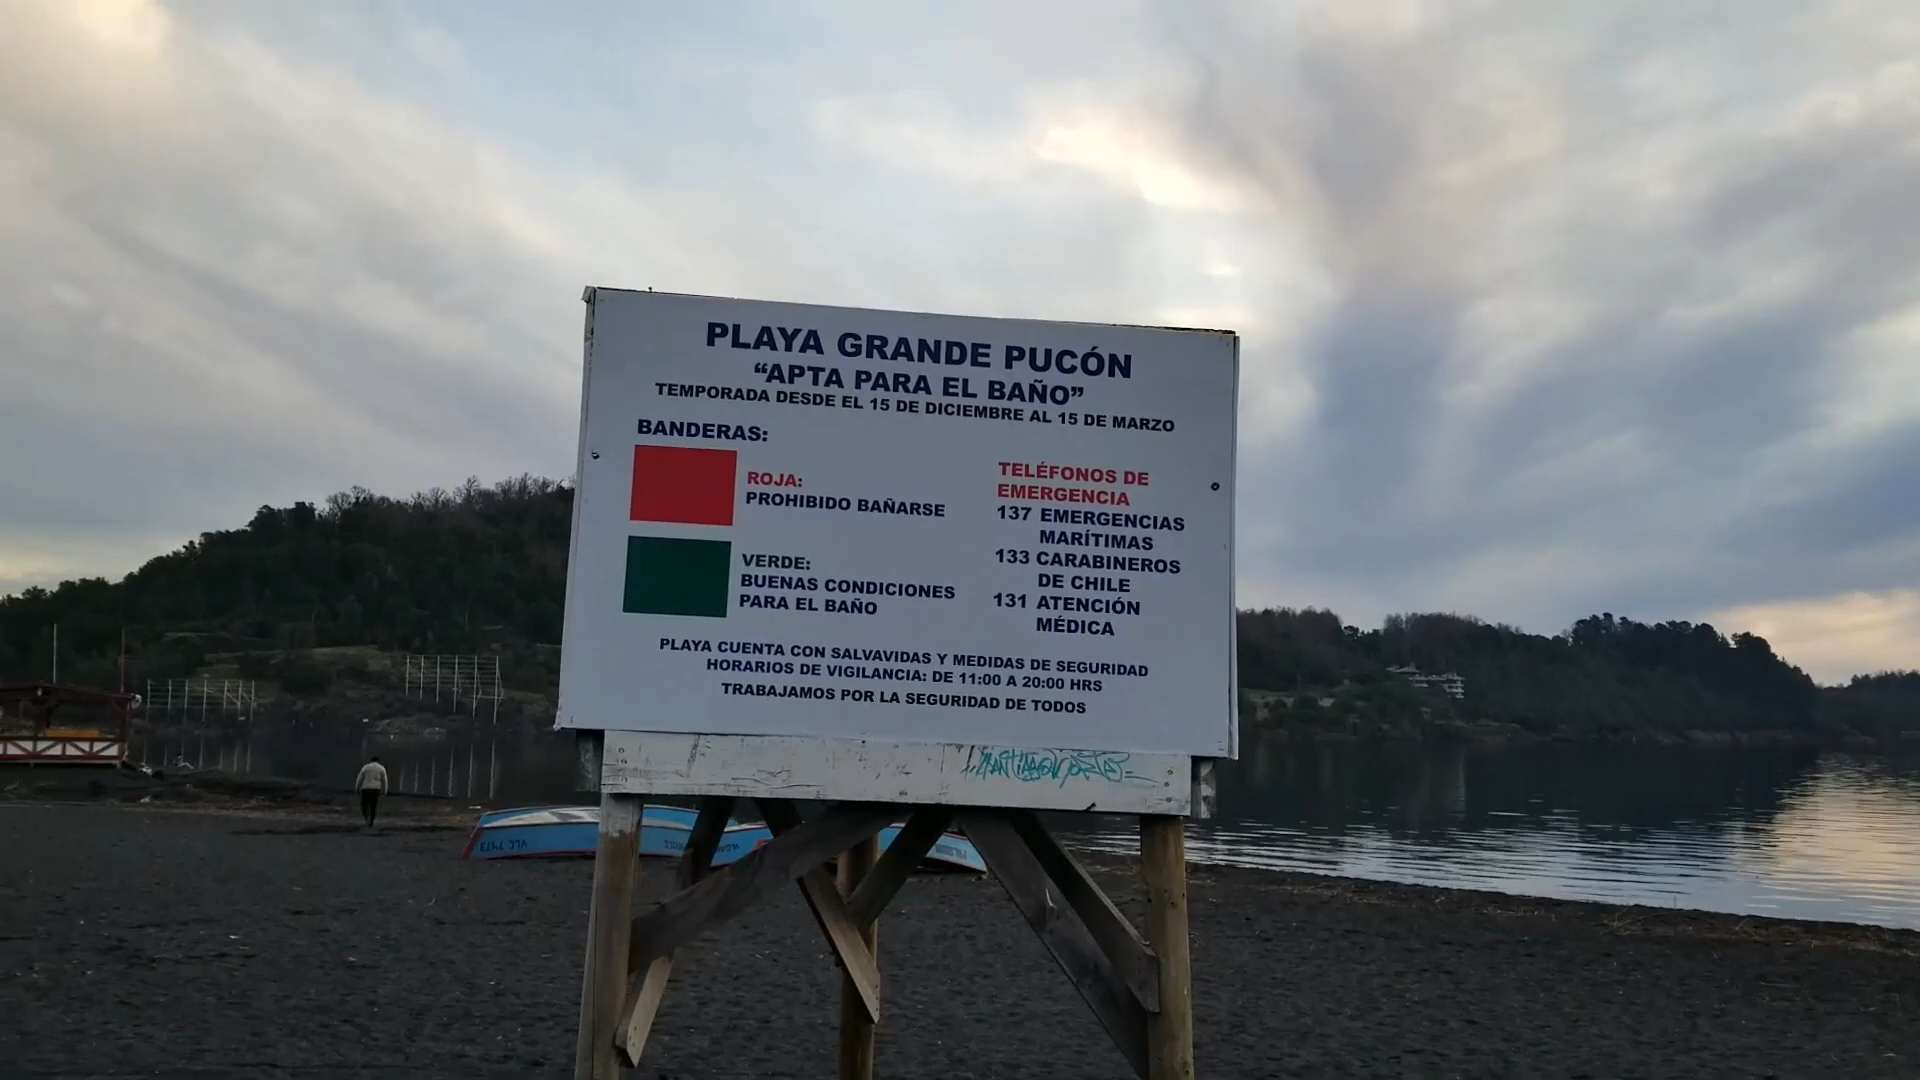 PLAYA GRANDE PUCÓN
“APTA PARA EL BAÑO”
TEMPORADA DESDE EL 15 DE DICIEMBRE AL 15 DE MARZO
BANDERAS:
ROJA:
PROHIBIDO BAÑARSE
VERDE:
BUENAS CONDICIONES
PARA EL BAÑO
TELÉFONOS DE
EMERGENCIA
137 EMERGENCIAS
MARÍTIMAS
133 CARABINEROS
DE CHILE
131 ATENCIÓN
MÉDICA
PLAYA CUENTA CON SALVAVIDAS Y MEDIDAS DE SEGURIDAD
HORARIOS DE VIGILANCIA: DE 11:00 A 20:00 HRS
TRABAJAMOS POR LA SEGURIDAD DE TODOS
VLC 7473